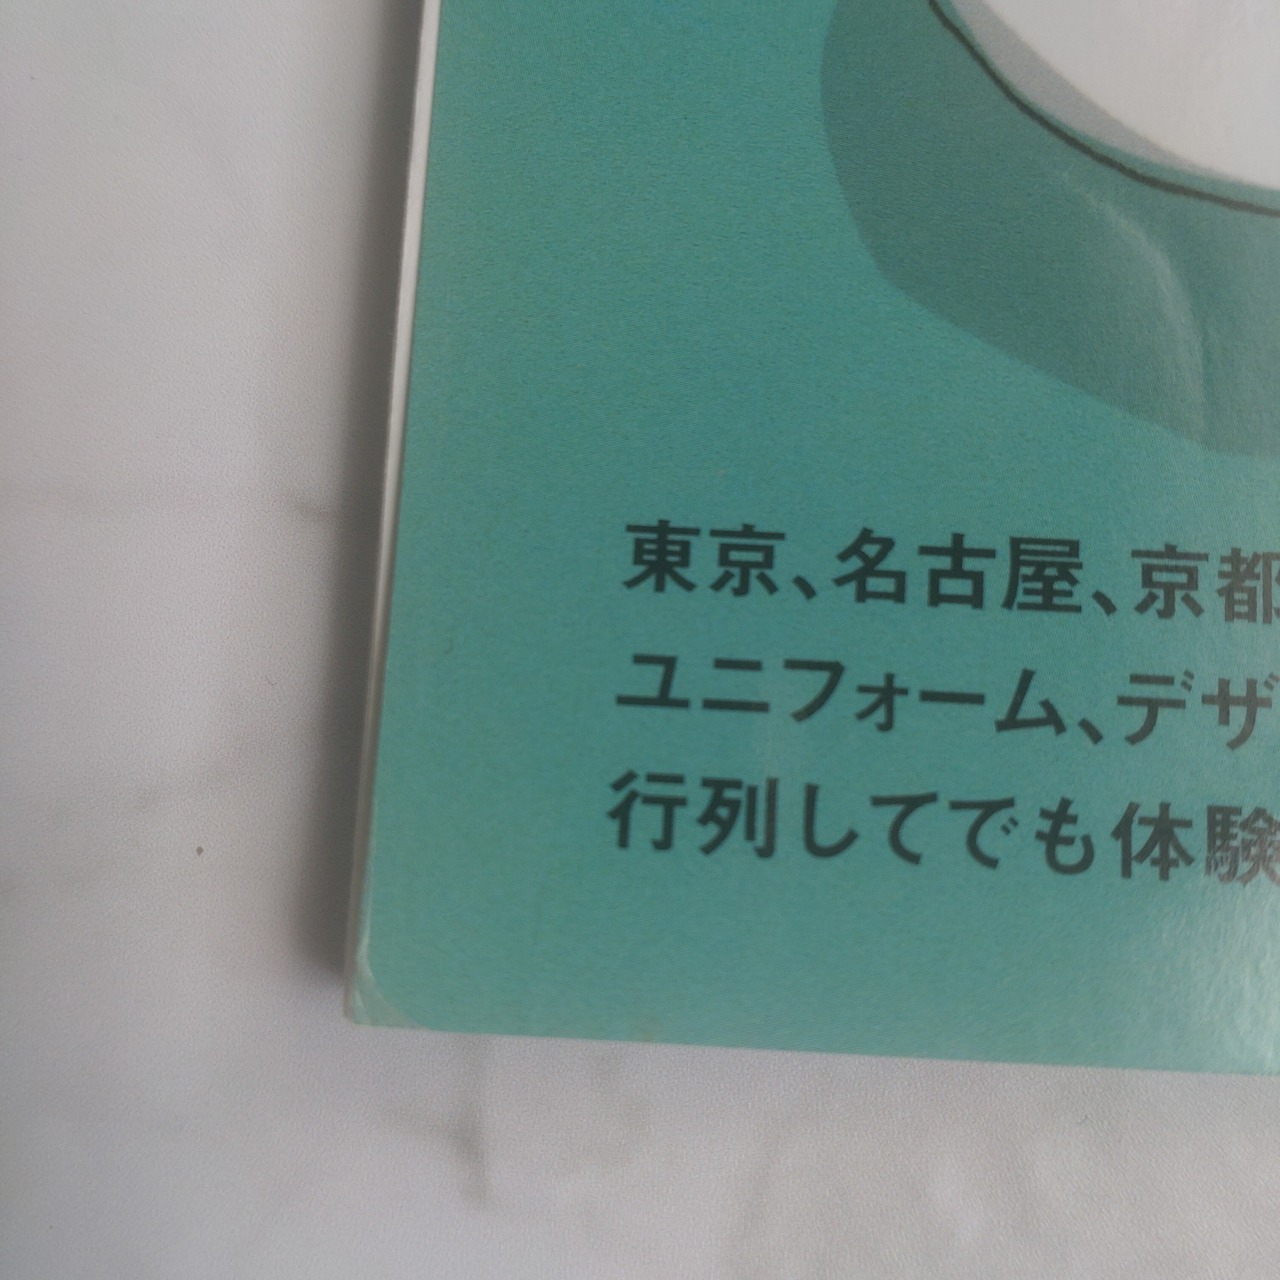 東京、名古屋、京都
ユニフォーム、デザ
行列してでも体験